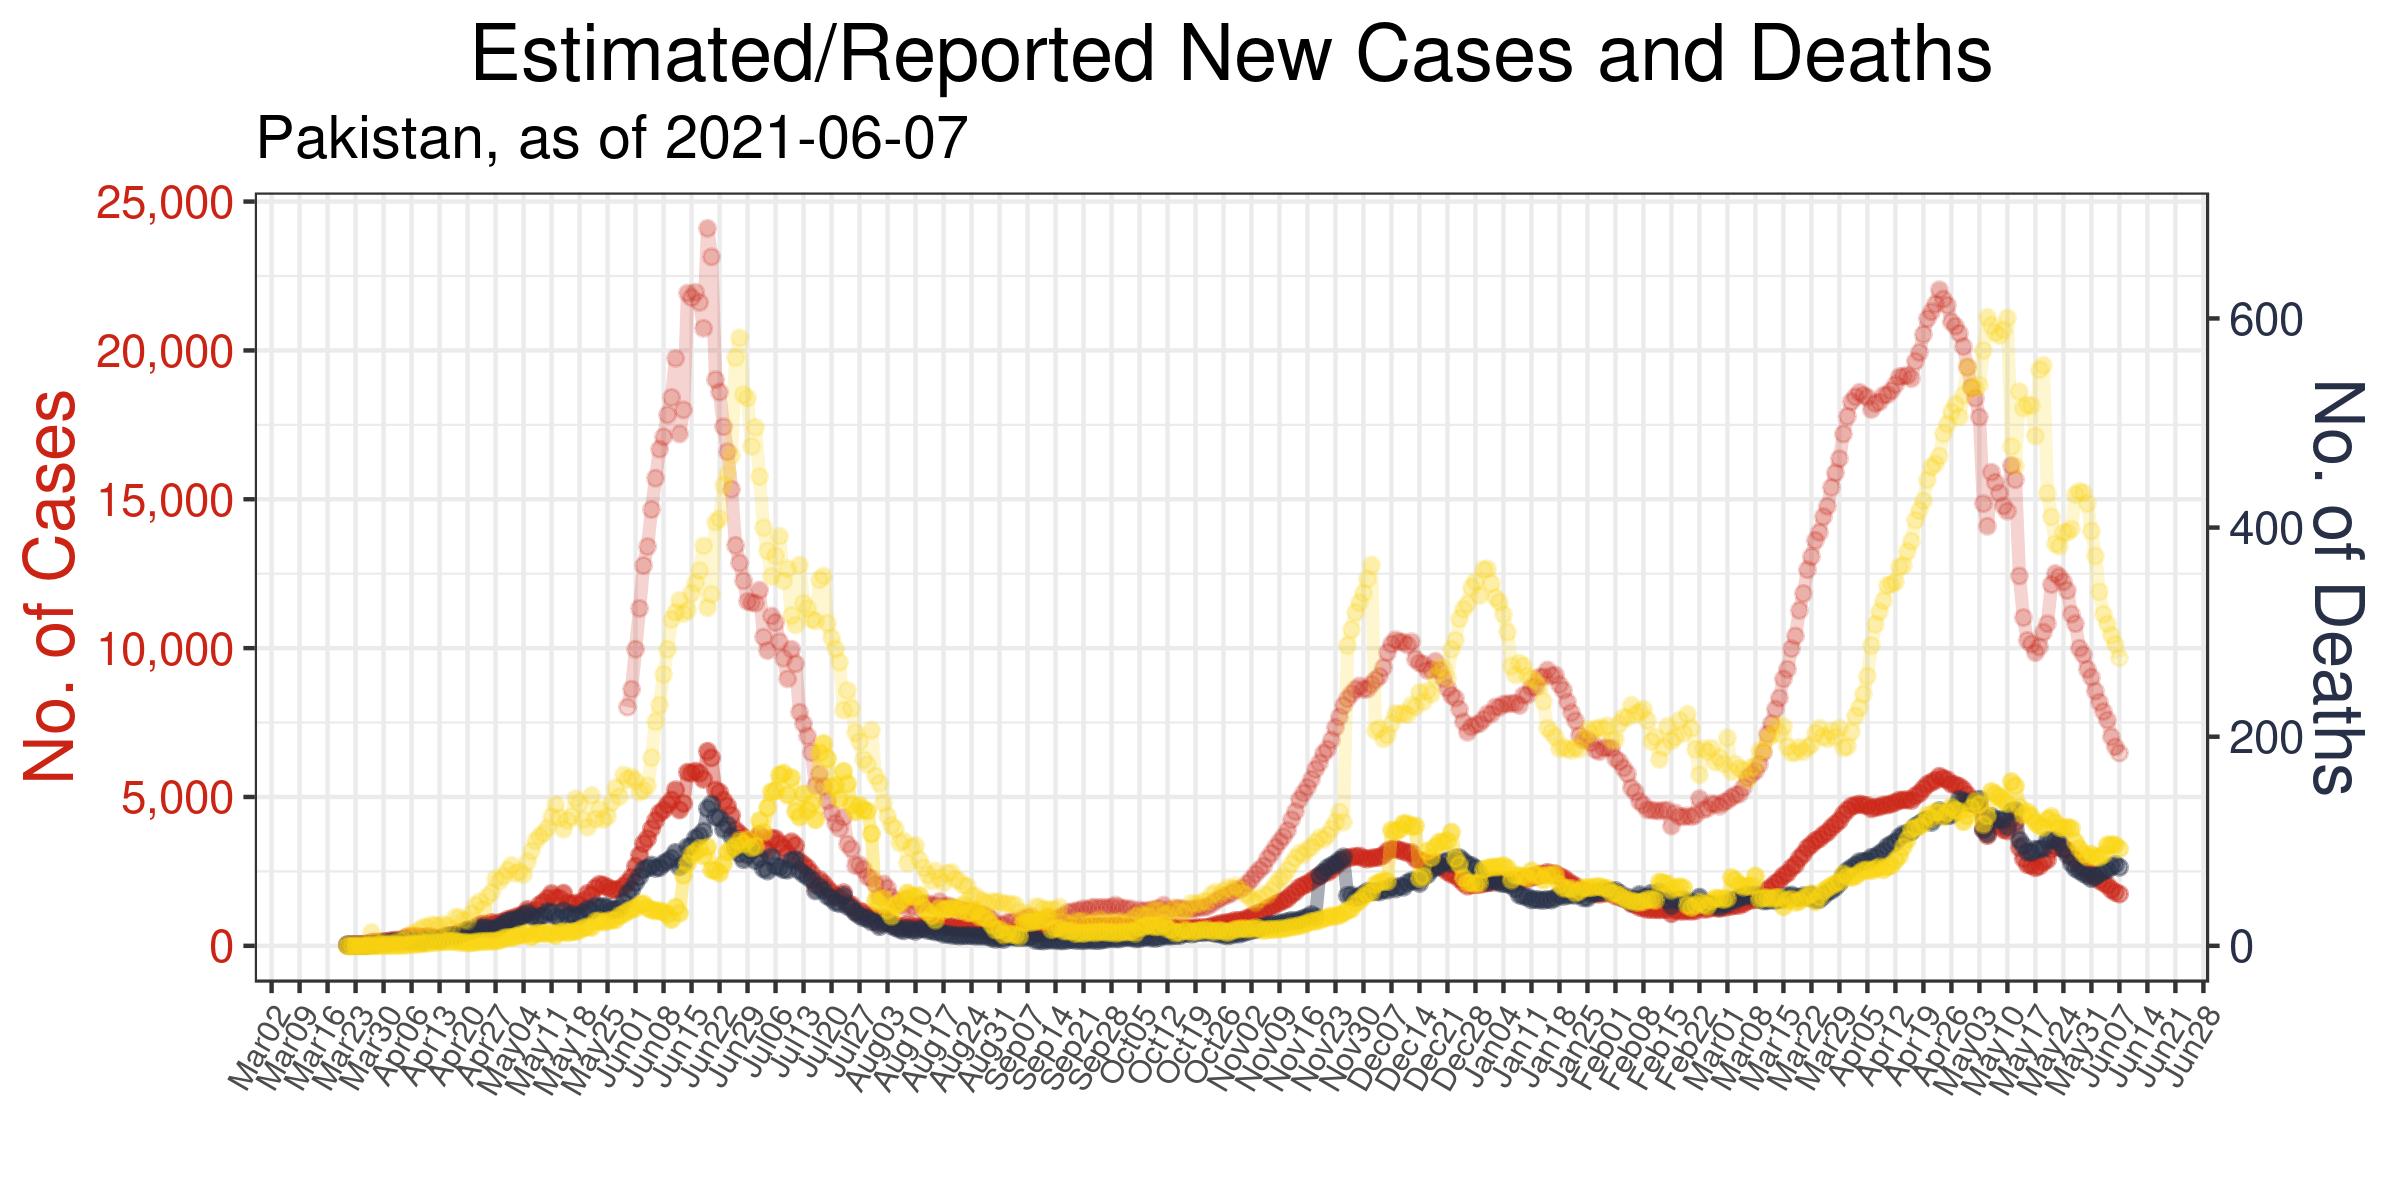 Estimated/Reported New Cases and Deaths
Pakistan, as of 2021-06-07
No. of Cases
25,000
20,000
15,000
10,000
5,000
0
600
400
200
0
No. of Deaths
Mar02
Mar09
Mar16
Mar23
Mar30
Apr06
Apr13
Apr20
Apr27
May04
May11
May18
May25
Jun01
Jun08
Jun15
Jun22
Jun29
Jul06
Jul13
Jul20
Jul27
Aug03
Aug10
Aug17
Aug24
Aug31
Sep07
Sep14
Sep21
Sep28
Oct05
Oct12
Oct19
Oct26
Nov02
Nov09
Nov16
Nov23
Nov30
Dec07
Dec14
Dec21
Dec28
Jan04
Jan11
Jan18
Jan25
Feb01
Feb08
Feb15
Feb22
Mar01
Mar08
Mar15
Mar22
Mar29
Apr05
Apr12
Apr19
Apr26
May03
May10
May17
May24
May31
Jun07
Jun14
Jun21
Jun28